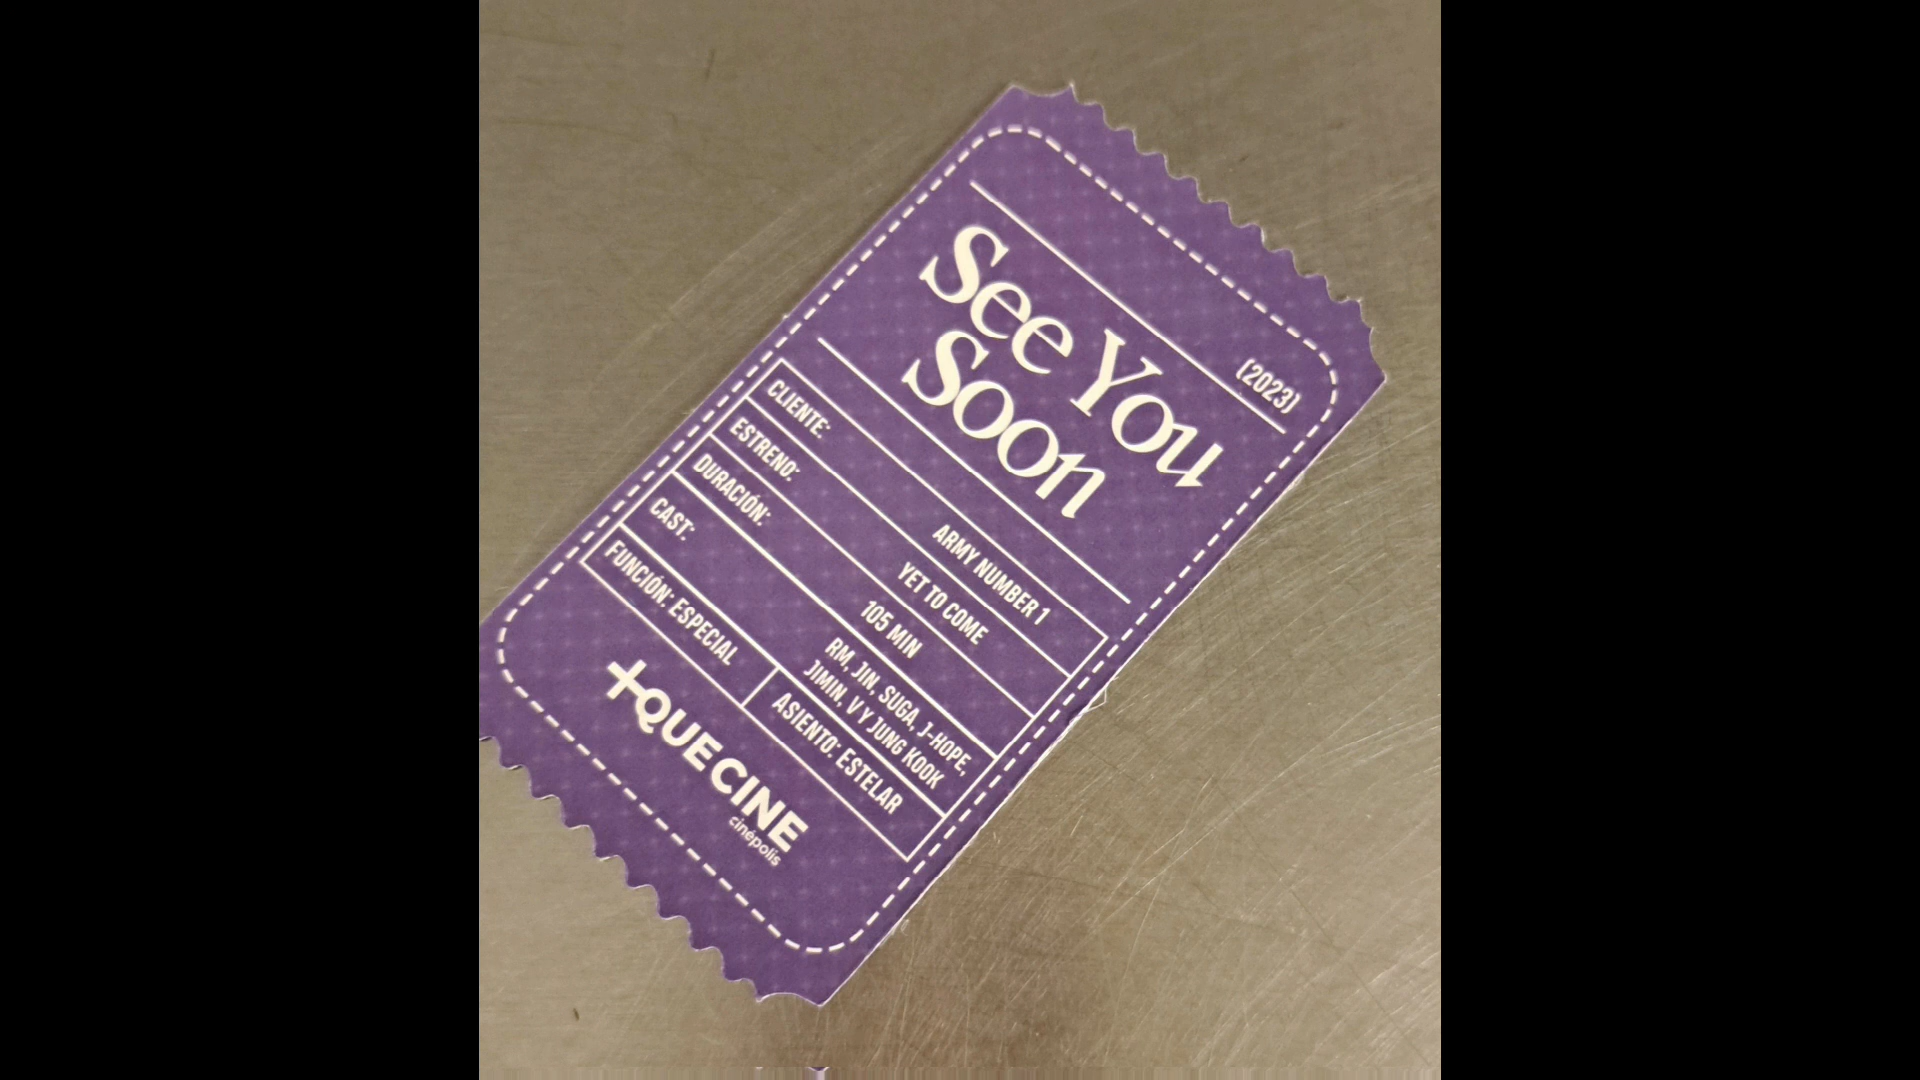 (2023)
See You
Soon
CLIENTE: ARMY NUMBER 1
ESTRENO: YET TO COME
DURACIÓN: 105 MIN
CAST: RM, JIN, SUGA, J-HOPE,
JIMIN, V Y JUNG KOOK
FUNCIÓN: ESPECIAL ASIENTO: ESTELAR
+QUE CINE
cinépolis